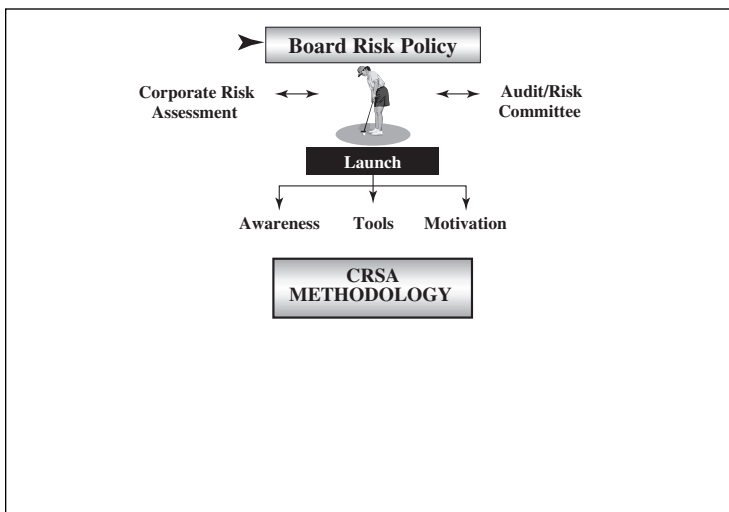 Board Risk Policy
Corporate Risk
Assessment
Audit/Risk
Committee
Launch
Awareness
Tools
Motivation
CRSA
METHODOLOGY